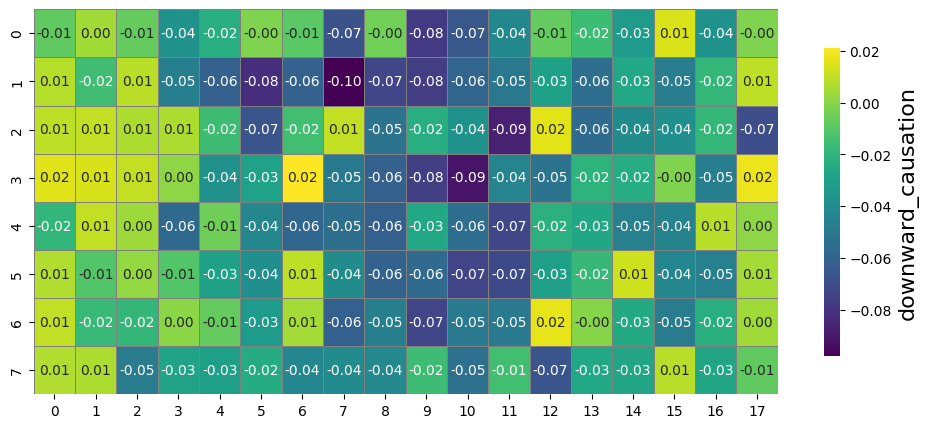 0 -0.01 0.00 -0.01 -0.04 -0.02 -0.00 -0.01 -0.07 -0.00 -0.08 -0.07 -0.04 -0.01 -0.02 -0.03 0.01 -0.04 -0.00
1 0.01 -0.02 0.01 -0.05 -0.06 -0.08 -0.06 -0.10 -0.07 -0.08 -0.06 -0.05 -0.03 -0.06 -0.03 -0.05 -0.02 0.01
2 0.01 0.01 0.01 0.01 -0.02 -0.07 -0.02 0.01 -0.05 -0.02 -0.04 -0.09 0.02 -0.06 -0.04 -0.04 -0.02 -0.07
3 0.02 0.01 0.01 0.00 -0.04 -0.03 0.02 -0.05 -0.06 -0.08 -0.09 -0.04 -0.05 -0.02 -0.02 -0.00 -0.05 0.02
4 -0.02 0.01 0.00 -0.06 -0.01 -0.04 -0.06 -0.05 -0.06 -0.03 -0.06 -0.07 -0.02 -0.03 -0.05 -0.04 0.01 0.00
5 0.01 -0.01 0.00 -0.01 -0.03 -0.04 0.01 -0.04 -0.06 -0.06 -0.07 -0.07 -0.03 -0.02 0.01 -0.04 -0.05 0.01
6 0.01 -0.02 -0.02 0.00 -0.01 -0.03 0.01 -0.06 -0.05 -0.07 -0.05 -0.05 0.02 -0.00 -0.03 -0.05 -0.02 0.00
7 0.01 0.01 -0.05 -0.03 -0.03 -0.02 -0.04 -0.04 -0.04 -0.02 -0.05 -0.01 -0.07 -0.03 -0.03 0.01 -0.03 -0.01
0 1 2 3 4 5 6 7 8 9 10 11 12 13 14 15 16 17
0.02
0.00
-0.02
-0.04
-0.06
-0.08
downward_causation